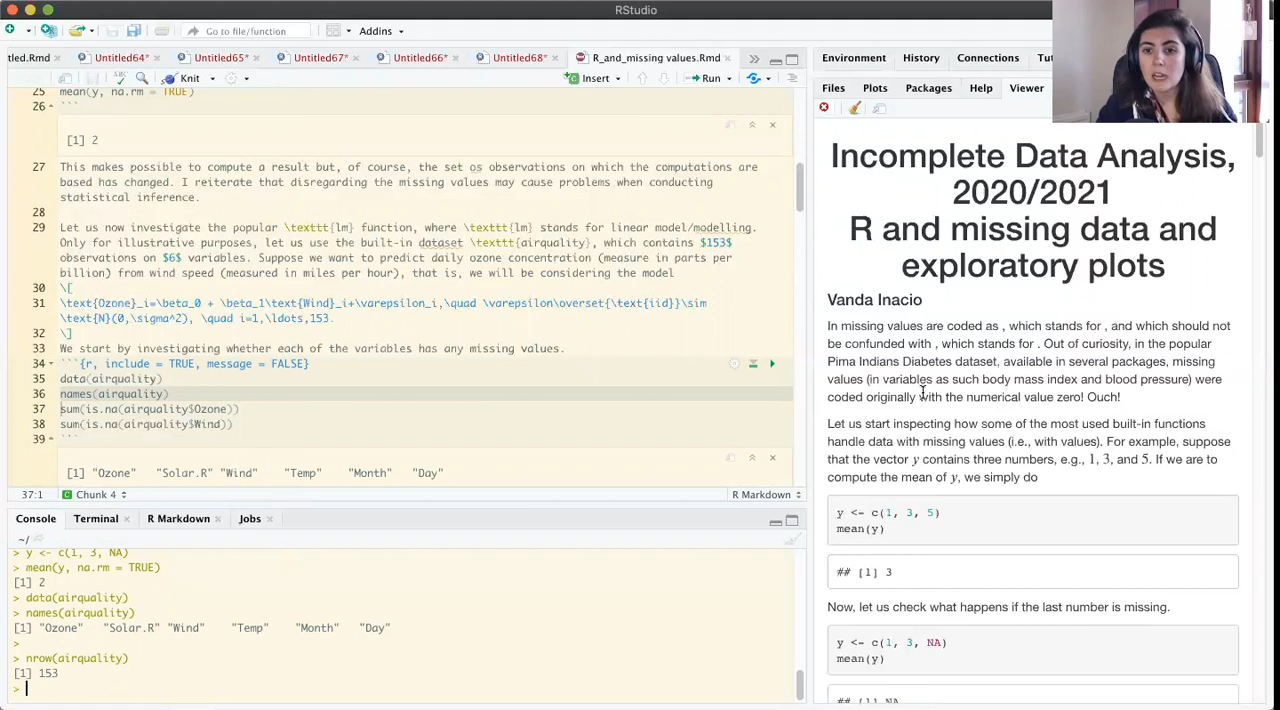 RStudio
Go to file/function
Addins
tled.Rmd
Untitled64*
Untitled65*
Untitled67*
Untitled66*
Untitled68*
R_and_missing values.Rmd
Knit
Insert
Run
25 mean(y, na.rm = TRUE)
26 ```
[1] 2
27 This makes possible to compute a result but, of course, the set os observations on which the computations are
based has changed. I reiterate that disregarding the missing values may cause problems when conducting
statistical inference.
28
29 Let us now investigate the popular \texttt{lm} function, where \texttt{lm} stands for linear model/modelling.
Only for illustrative purposes, let us use the built-in dataset \texttt{airquality}, which contains $153$
observations on $6$ variables. Suppose we want to predict daily ozone concentration (measure in parts per
billion) from wind speed (measured in miles per hour), that is, we will be considering the model
30 \[
31 \text{Ozone}_i=\beta_0 + \beta_1\text{Wind}_i+\varepsilon_i,\quad \varepsilon\overset{\text{iid}}\sim
\text{N}(0,\sigma^2), \quad i=1,\ldots,153.
32 \]
33 We start by investigating whether each of the variables has any missing values.
34 ```{r, include = TRUE, message = FALSE}
35 data(airquality)
36 names(airquality)
37 sum(is.na(airquality$Ozone))
38 sum(is.na(airquality$Wind))
39 ```
[1] "Ozone" "Solar.R" "Wind" "Temp" "Month" "Day"
37:1
Chunk 4
R Markdown
Console
Terminal
R Markdown
Jobs
~/
> y <- c(1, 3, NA)
> mean(y, na.rm = TRUE)
[1] 2
> data(airquality)
> names(airquality)
[1] "Ozone" "Solar.R" "Wind" "Temp" "Month" "Day"
>
> nrow(airquality)
[1] 153
>
Environment
History
Connections
Tu
Files
Plots
Packages
Help
Viewer
Incomplete Data Analysis,
2020/2021
R and missing data and
exploratory plots
Vanda Inacio
In missing values are coded as , which stands for , and which should not
be confunded with , which stands for . Out of curiosity, in the popular
Pima Indians Diabetes dataset, available in several packages, missing
values (in variables as such body mass index and blood pressure) were
coded originally with the numerical value zero! Ouch!
Let us start inspecting how some of the most used built-in functions
handle data with missing values (i.e., with values). For example, suppose
that the vector y contains three numbers, e.g., 1, 3, and 5. If we are to
compute the mean of y, we simply do
y <- c(1, 3, 5)
mean(y)
## [1] 3
Now, let us check what happens if the last number is missing.
y <- c(1, 3, NA)
mean(y)
## [1] NA